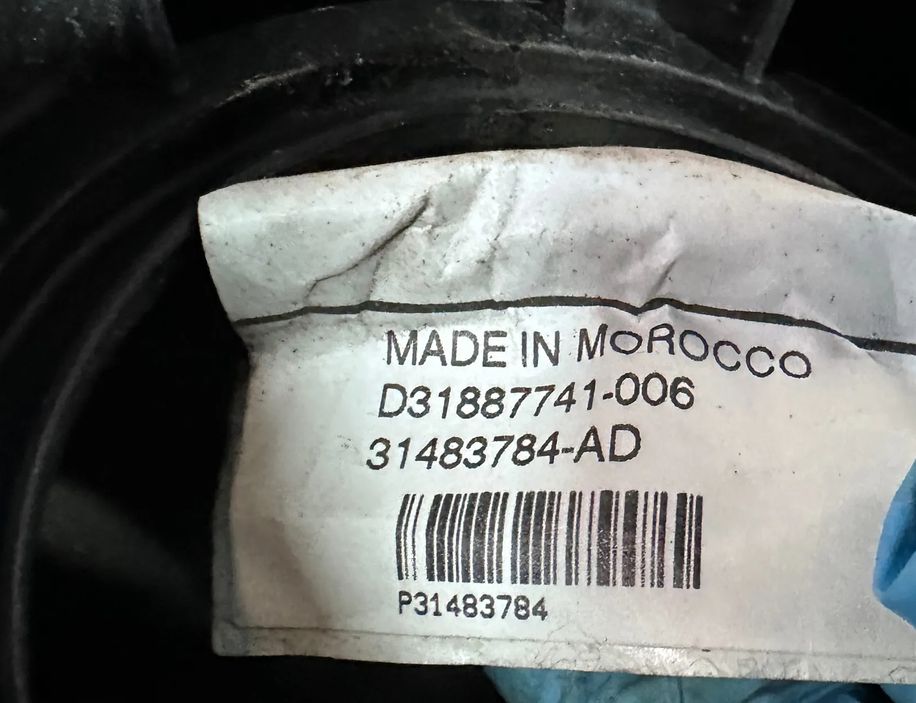 MADE IN MOROCCO
D31887741-006
31483784-AD
P31483784